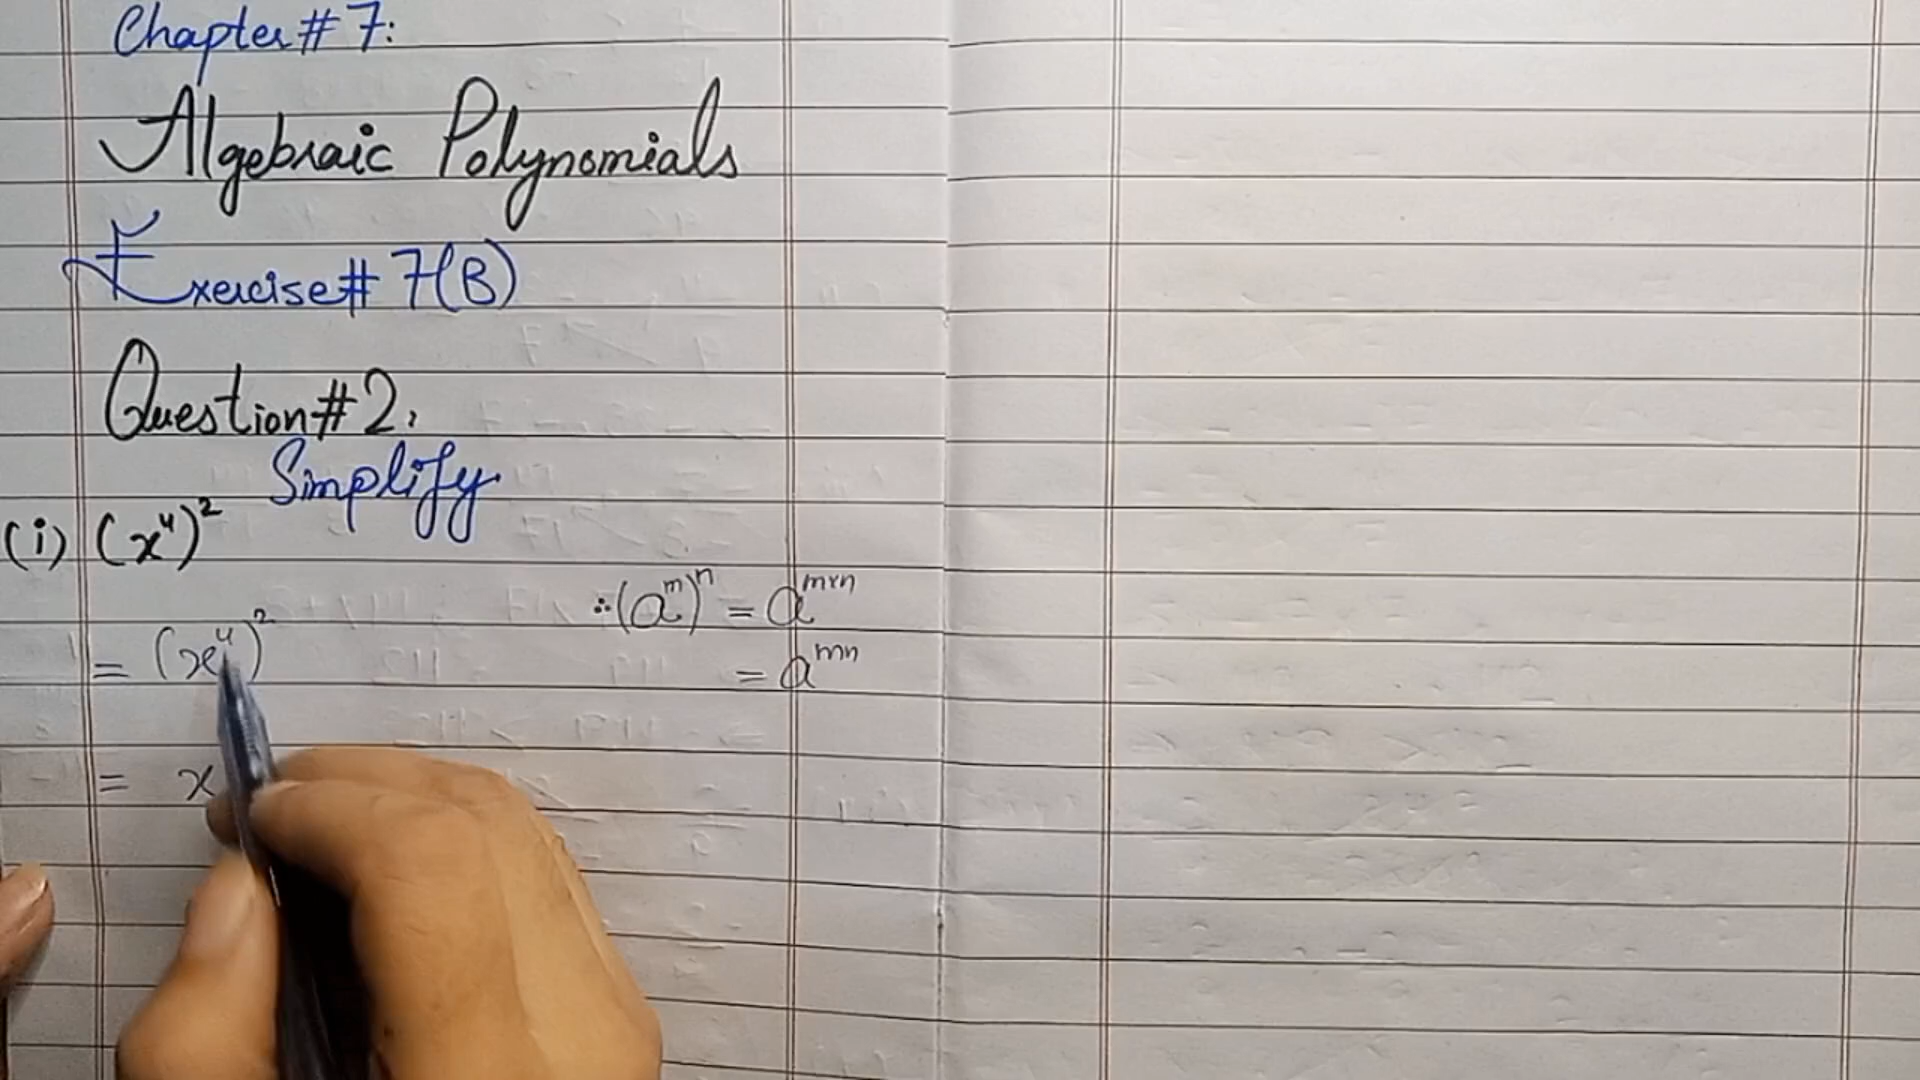 Chapter # 7:
Algebraic Polynomials
Exercise # 7(B)
Question # 2:
Simplify
(i) (x⁴)²
∴ (aᵐ)ⁿ = aᵐˣⁿ
= (x⁴)²
= aᵐⁿ
= x